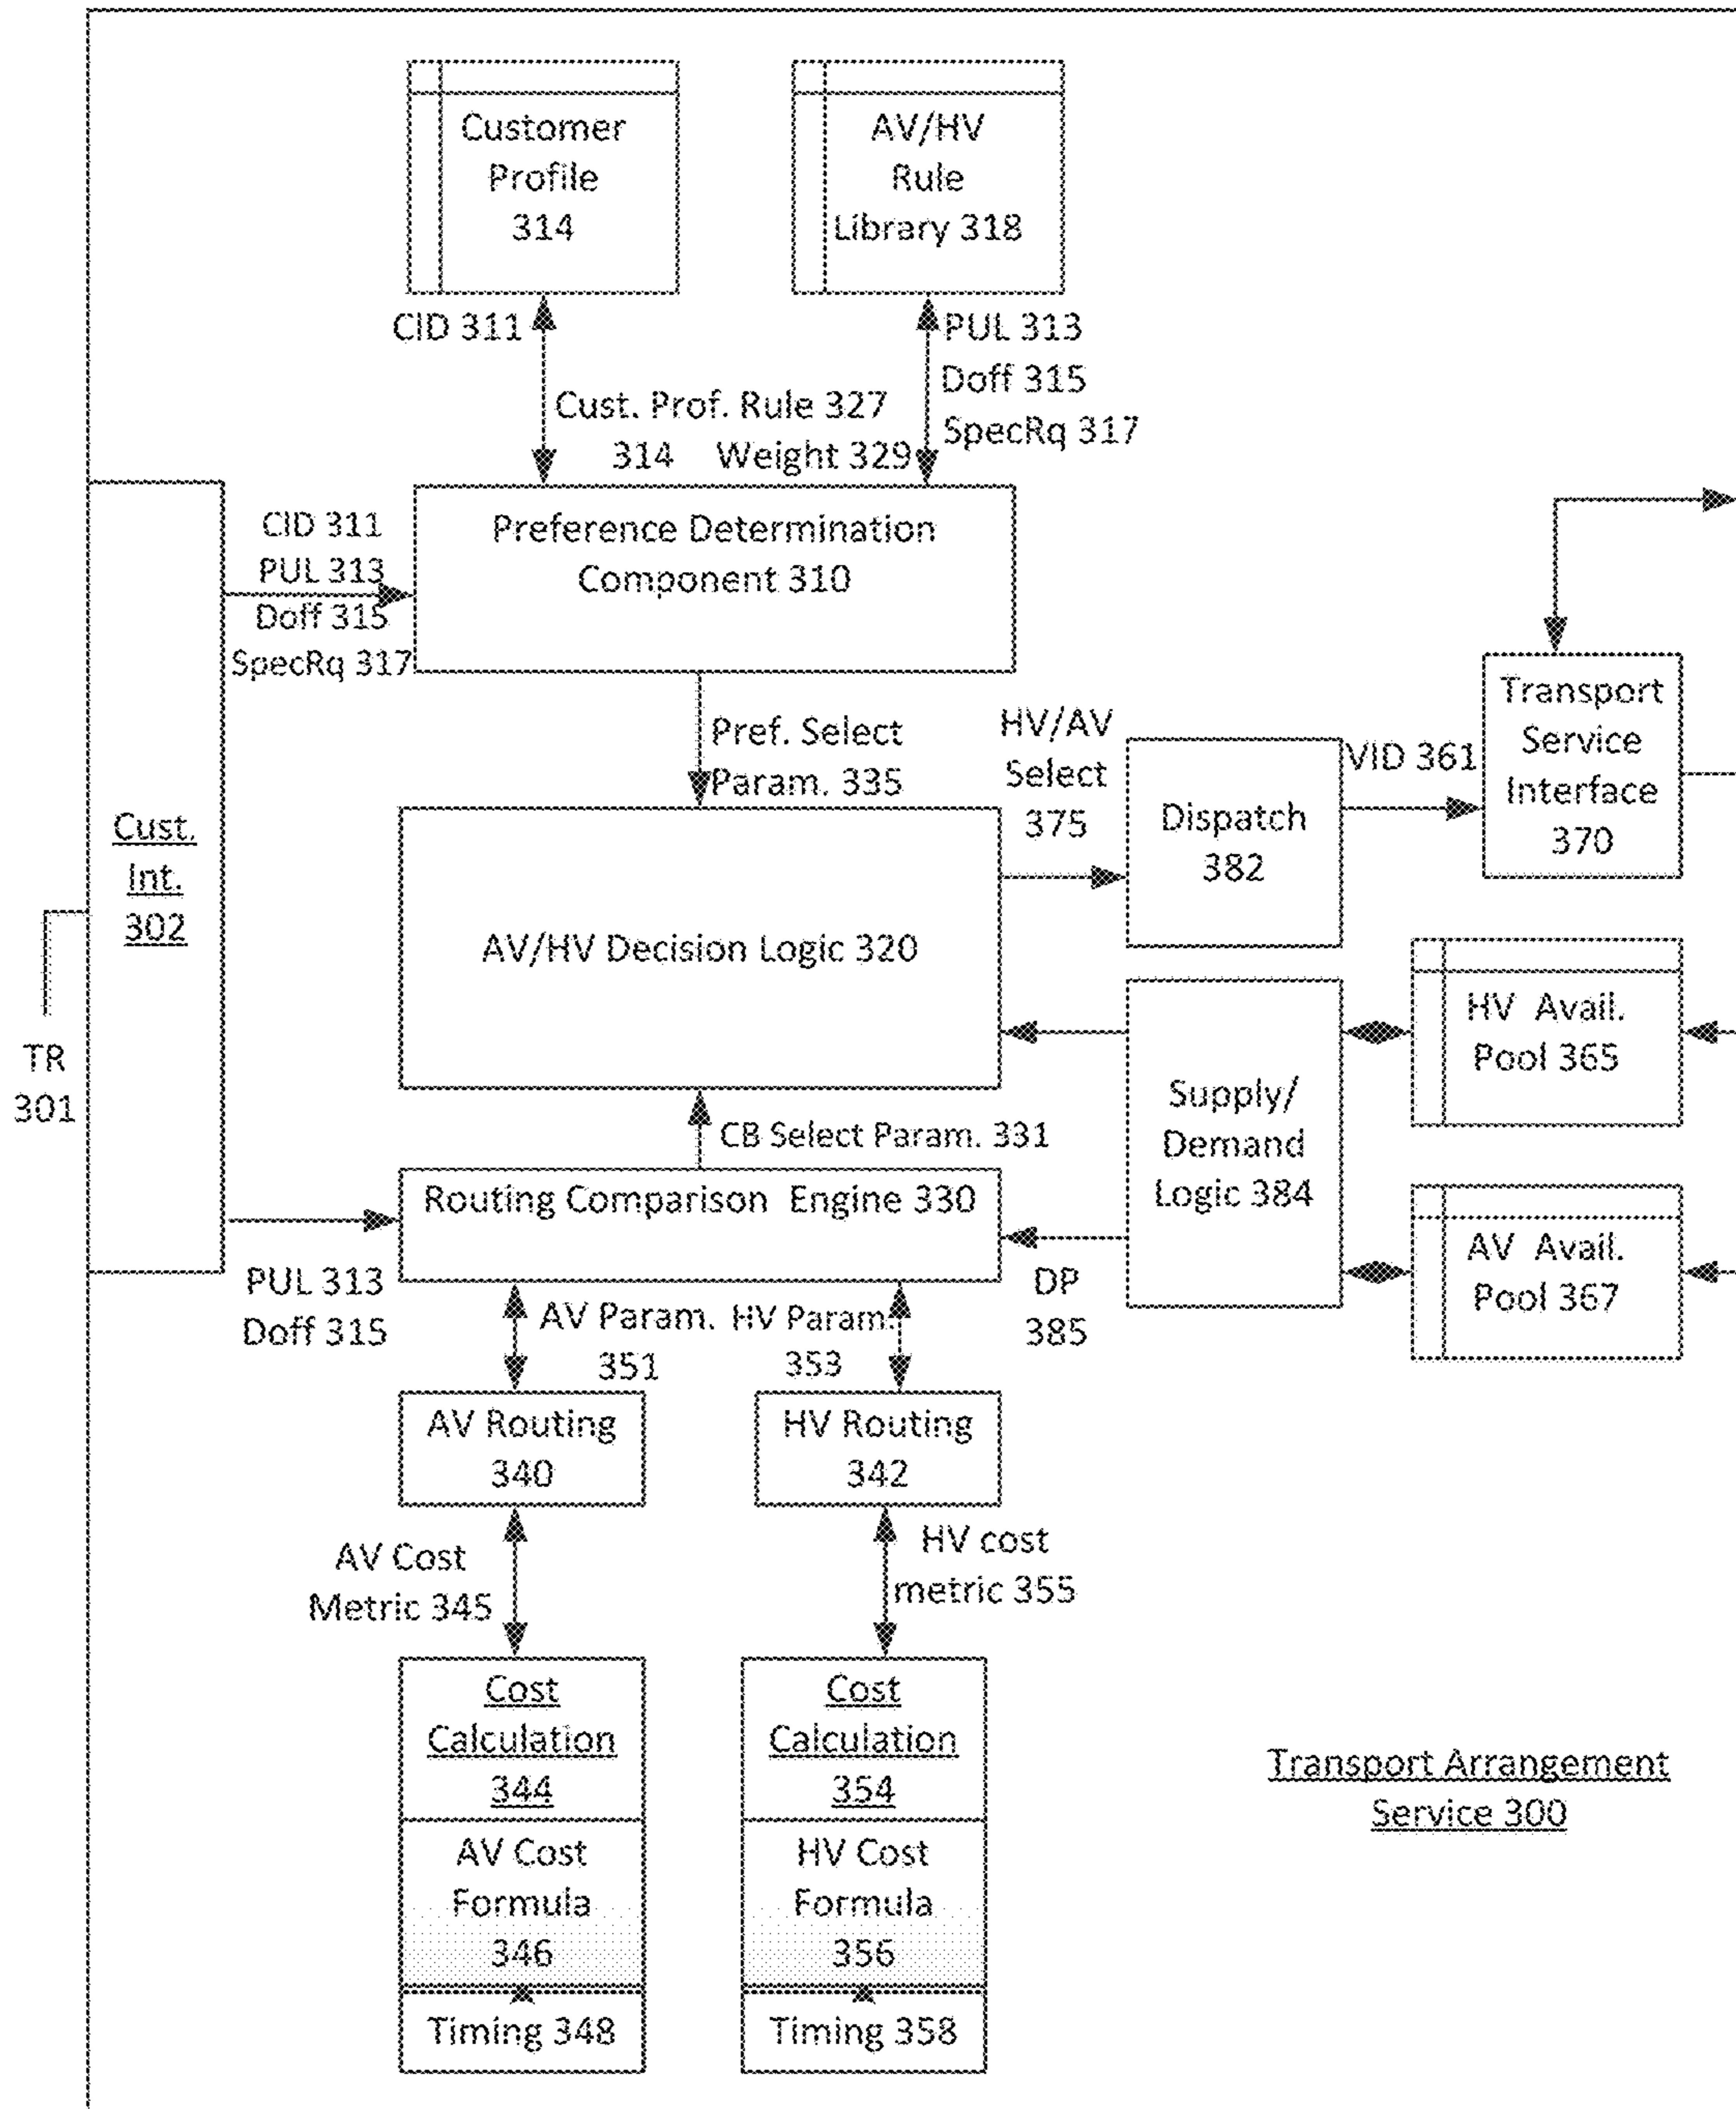 Customer
Profile
314
AV/HV
Rule
Library 318
CID 311
PUL 313
Doff 315
SpecRq 317
Cust. Prof. Rule 327
314 Weight 329
CID 311
PUL 313
Doff 315
SpecRq 317
Preference Determination
Component 310
Pref. Select
Param. 335
HV/AV
Select
375
Dispatch
382
VID 361
Transport
Service
Interface
370
Cust.
Int.
302
TR
301
AV/HV Decision Logic 320
Supply/
Demand
Logic 384
HV Avail.
Pool 365
AV Avail.
Pool 367
CB Select Param. 331
Routing Comparison Engine 330
PUL 313
Doff 315
DP
385
AV Param.
351
HV Param.
353
AV Routing
340
HV Routing
342
AV Cost
Metric 345
HV cost
metric 355
Cost
Calculation
344
AV Cost
Formula
346
Timing 348
Cost
Calculation
354
HV Cost
Formula
356
Timing 358
Transport Arrangement
Service 300